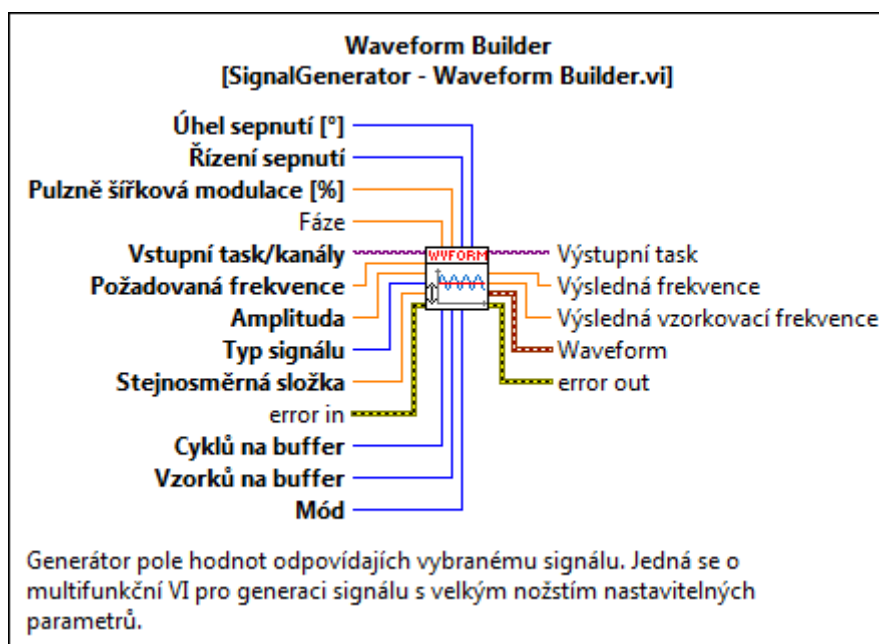 Waveform Builder
[SignalGenerator - Waveform Builder.vi]
Úhel sepnutí [°]
Řízení sepnutí
Pulzně šířková modulace [%]
Fáze
Vstupní task/kanály
Požadovaná frekvence
Amplituda
Typ signálu
Stejnosměrná složka
error in
Cyklů na buffer
Vzorků na buffer
Mód
WVFORM
Výstupní task
Výsledná frekvence
Výsledná vzorkovací frekvence
Waveform
error out
Generátor pole hodnot odpovídajích vybranému signálu. Jedná se o
multifunkční VI pro generaci signálu s velkým nožstím nastavitelných
parametrů.